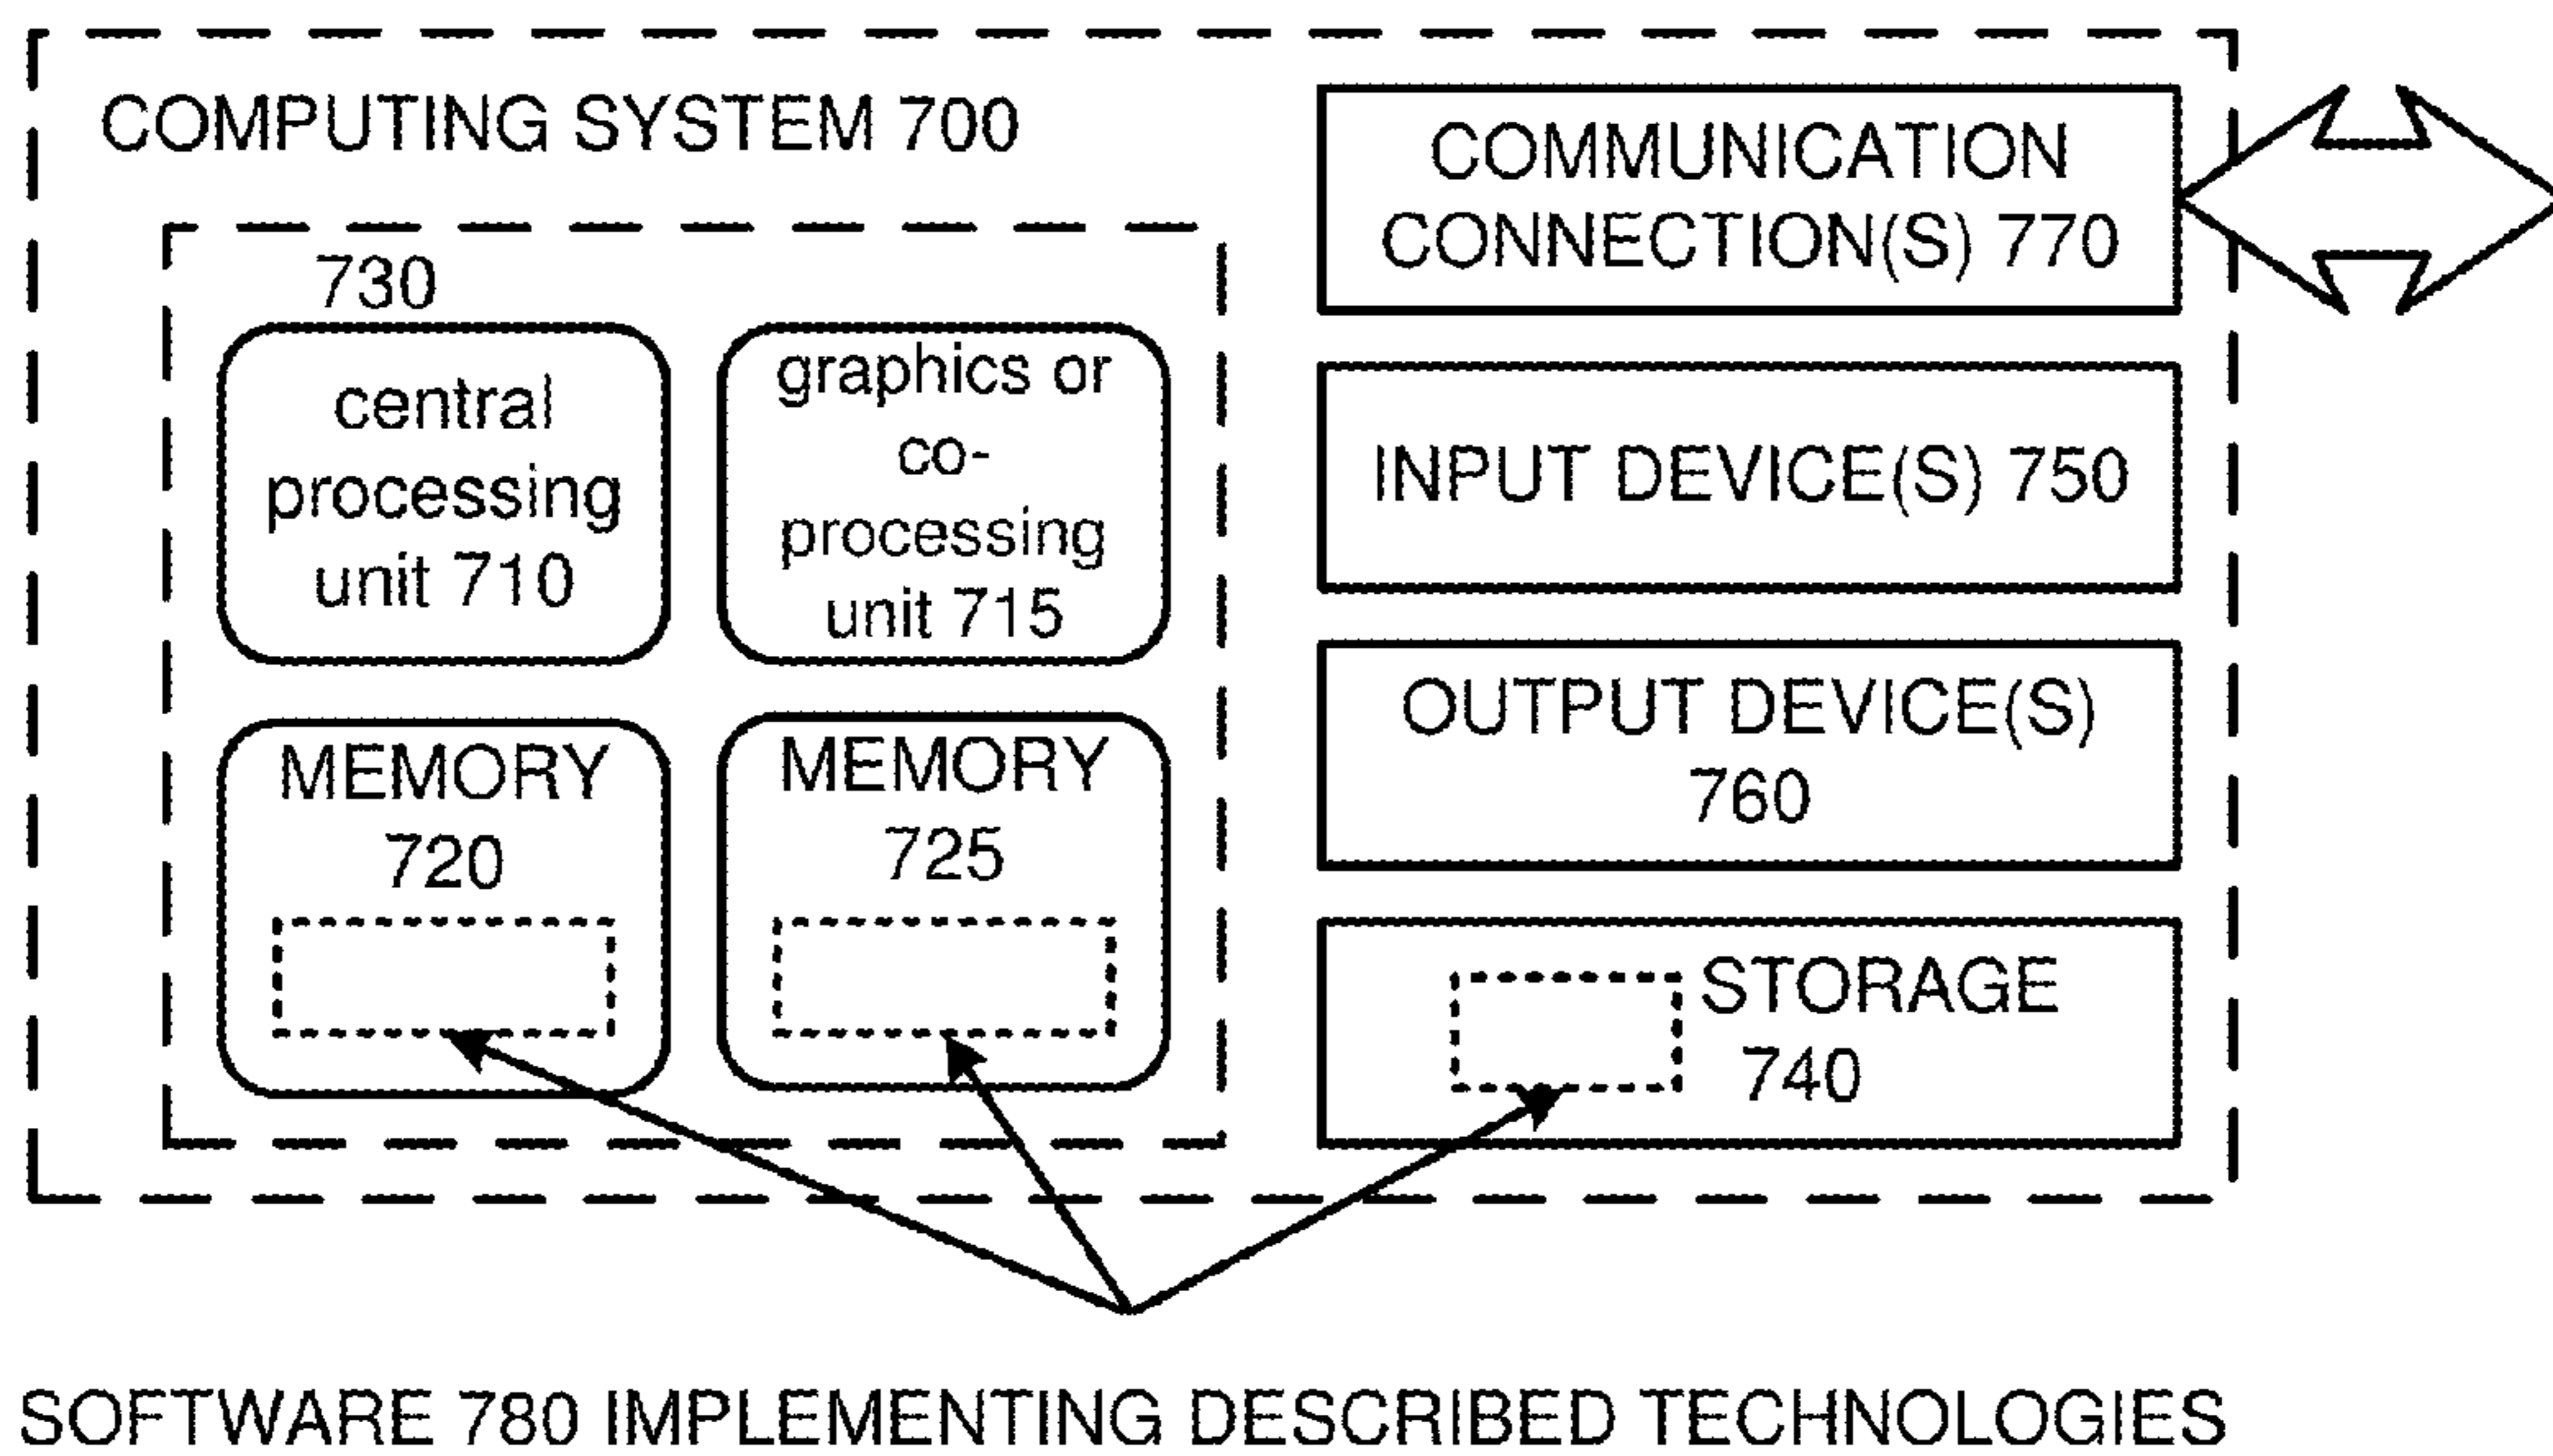 COMPUTING SYSTEM 700
730
central
processing
unit 710
graphics or
co-
processing
unit 715
MEMORY
720
MEMORY
725
COMMUNICATION
CONNECTION(S) 770
INPUT DEVICE(S) 750
OUTPUT DEVICE(S)
760
STORAGE
740
SOFTWARE 780 IMPLEMENTING DESCRIBED TECHNOLOGIES